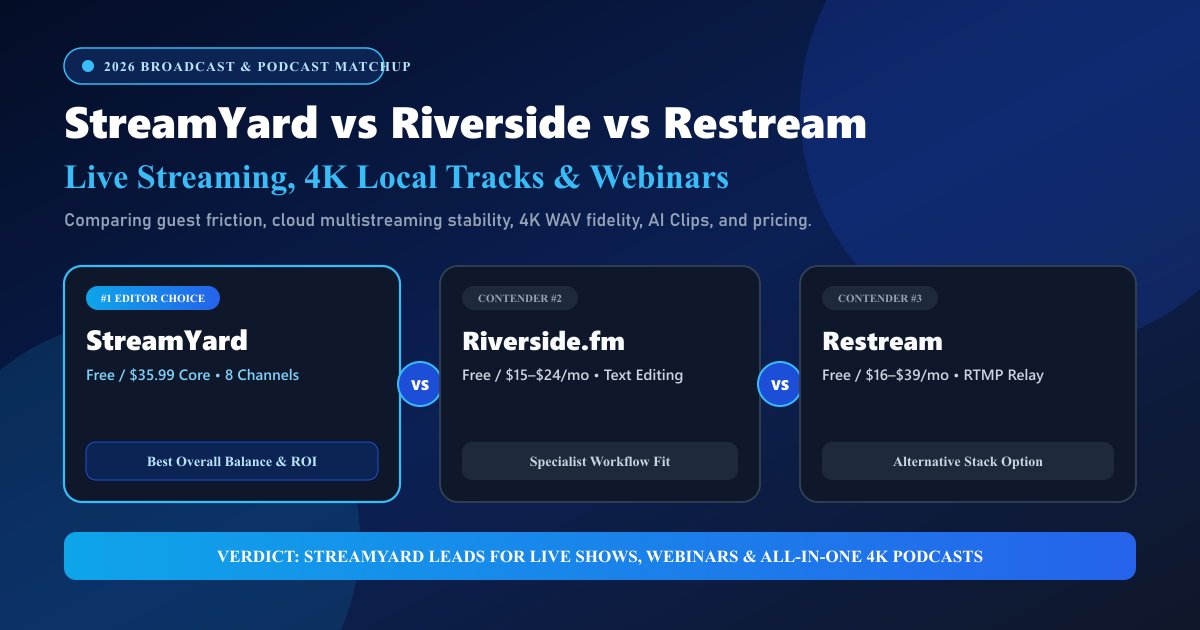 2026 BROADCAST & PODCAST MATCHUP
StreamYard vs Riverside vs Restream
Live Streaming, 4K Local Tracks & Webinars
Comparing guest friction, cloud multistreaming stability, 4K WAV fidelity, AI Clips, and pricing.
#1 EDITOR CHOICE
StreamYard
Free / $35.99 Core • 8 Channels
Best Overall Balance & ROI
VS
CONTENDER #2
Riverside.fm
Free / $15–$24/mo • Text Editing
Specialist Workflow Fit
VS
CONTENDER #3
Restream
Free / $16–$39/mo • RTMP Relay
Alternative Stack Option
VERDICT: STREAMYARD LEADS FOR LIVE SHOWS, WEBINARS & ALL-IN-ONE 4K PODCASTS